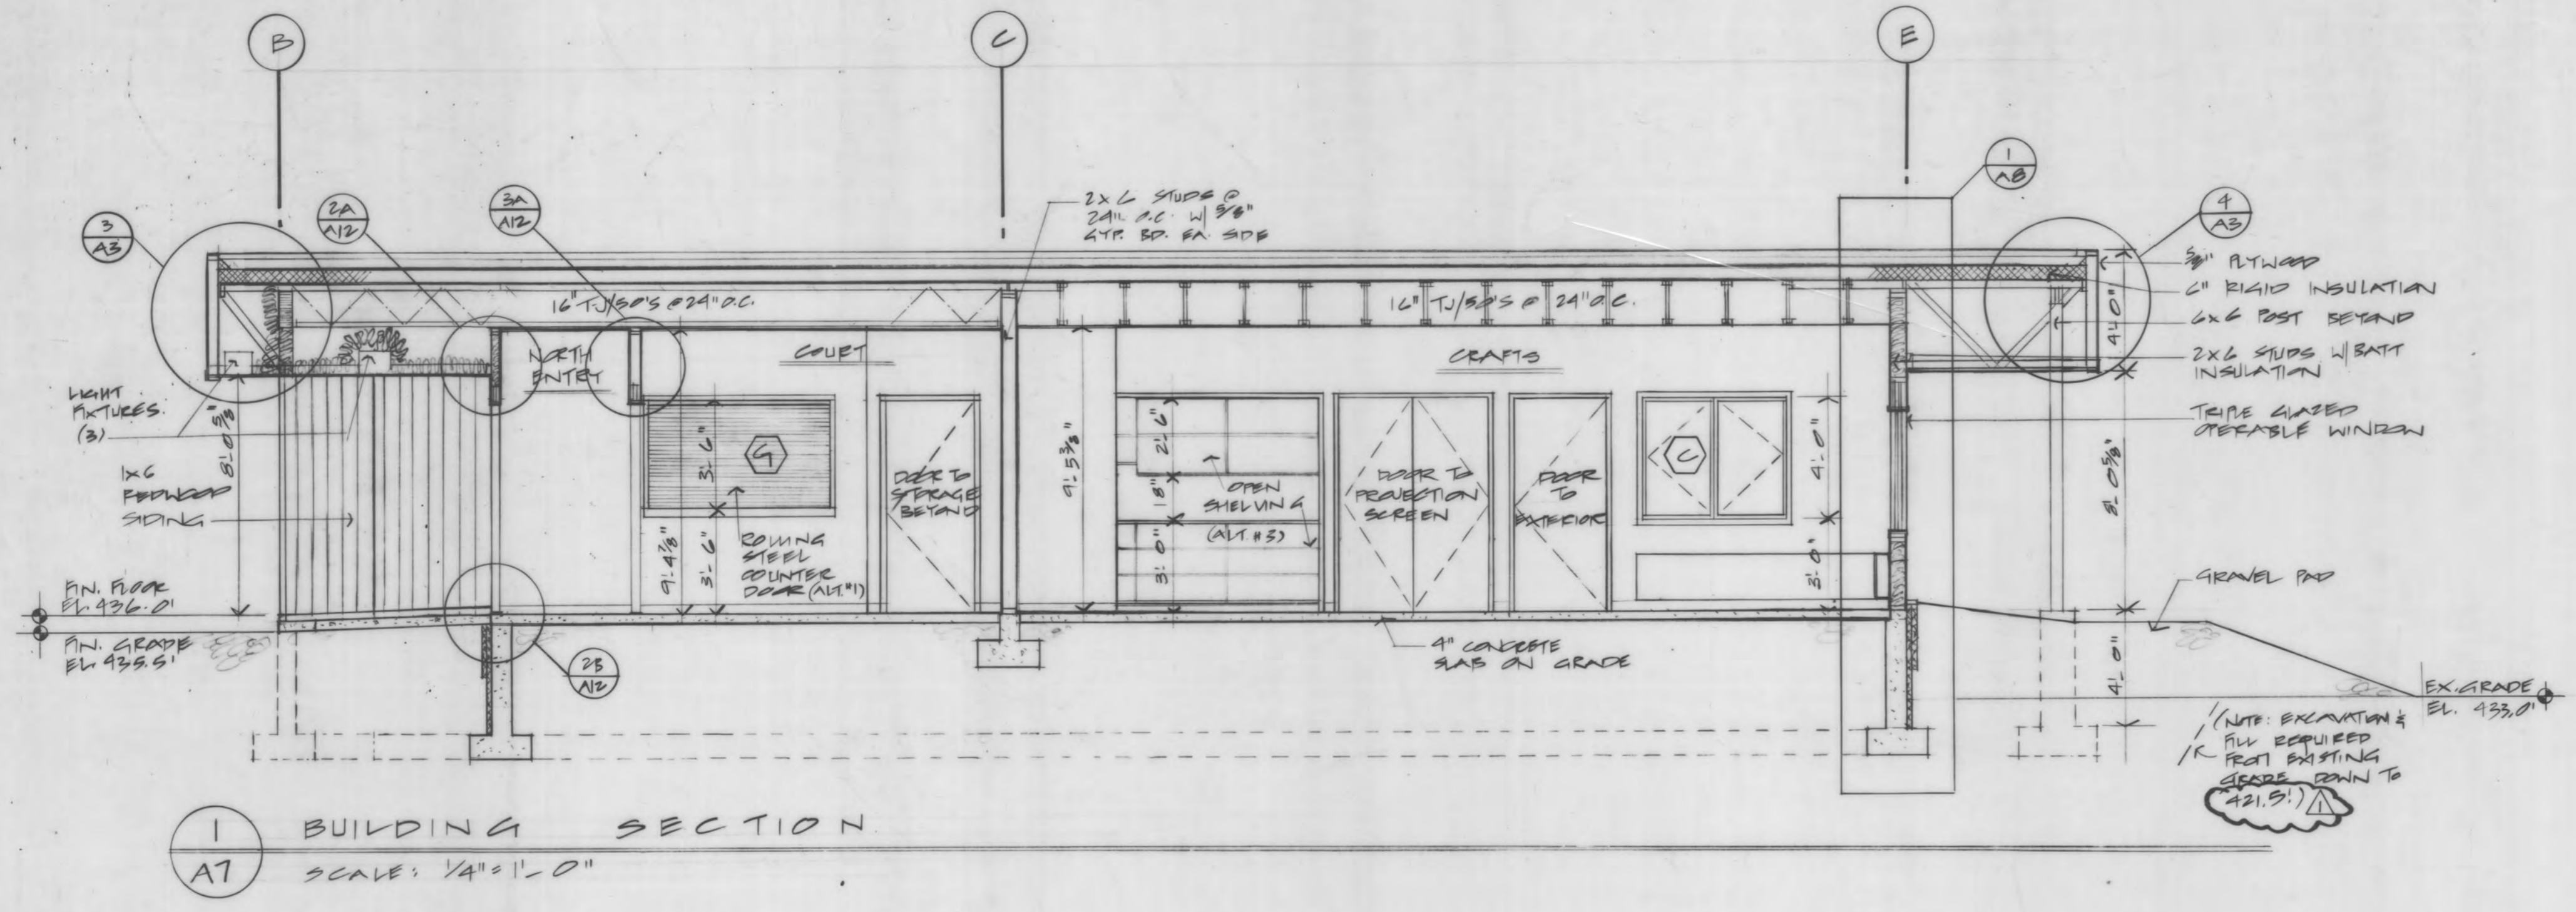 B
C
E
3
A3
2A
A12
3A
A12
2x6 STUDS @
24" O.C. W/ 5/8"
GYP. BD. EA. SIDE
1
A8
4
A3
5/8" PLYWOOD
6" RIGID INSULATION
6x6 POST BEYOND
2x6 STUDS W/ BATT
INSULATION
TRIPLE GLAZED
OPERABLE WINDOW
16" TJ/50'S @ 24" O.C.
16" TJ/50'S @ 24" O.C.
NORTH
ENTRY
COURT
CRAFTS
4'-0"
LIGHT
FIXTURES.
(3)
8'-0 5/8"
1x6
REDWOOD
SIDING
G
3'-6"
3'-6"
9'-4 7/8"
ROLLING
STEEL
COUNTER
DOOR (ALT. #1)
DOOR TO
STORAGE
BEYOND
9'-5 3/8"
2'-6"
18"
3'-0"
OPEN
SHELVING
(ALT. #3)
DOOR TO
PROJECTION
SCREEN
DOOR
TO
EXTERIOR
C
4'-0"
3'-0"
8'-0 5/8"
4'-0"
GRAVEL PAD
FIN. FLOOR
EL. 436.0'
FIN. GRADE
EL. 435.5'
2B
A12
4" CONCRETE
SLAB ON GRADE
EX. GRADE
EL. 433.0'
(NOTE: EXCAVATION &
FILL REQUIRED
FROM EXISTING
GRADE DOWN TO
421.5'.)
1
1
A7
BUILDING SECTION
SCALE: 1/4" = 1'-0"